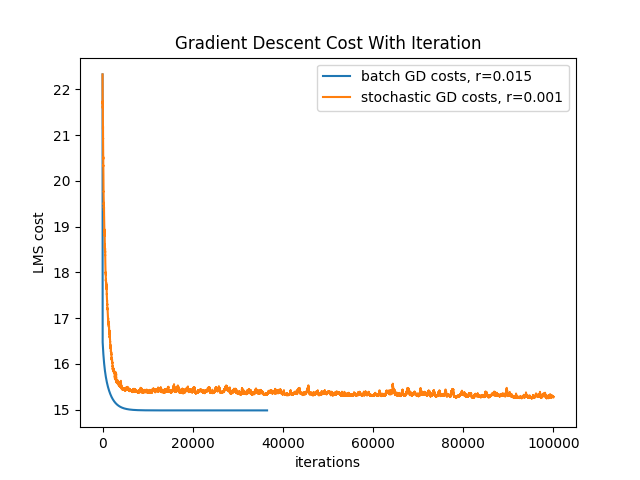 Gradient Descent Cost With Iteration
batch GD costs, r=0.015
stochastic GD costs, r=0.001
LMS cost
22
21
20
19
18
17
16
15
0
20000
40000
60000
80000
100000
iterations